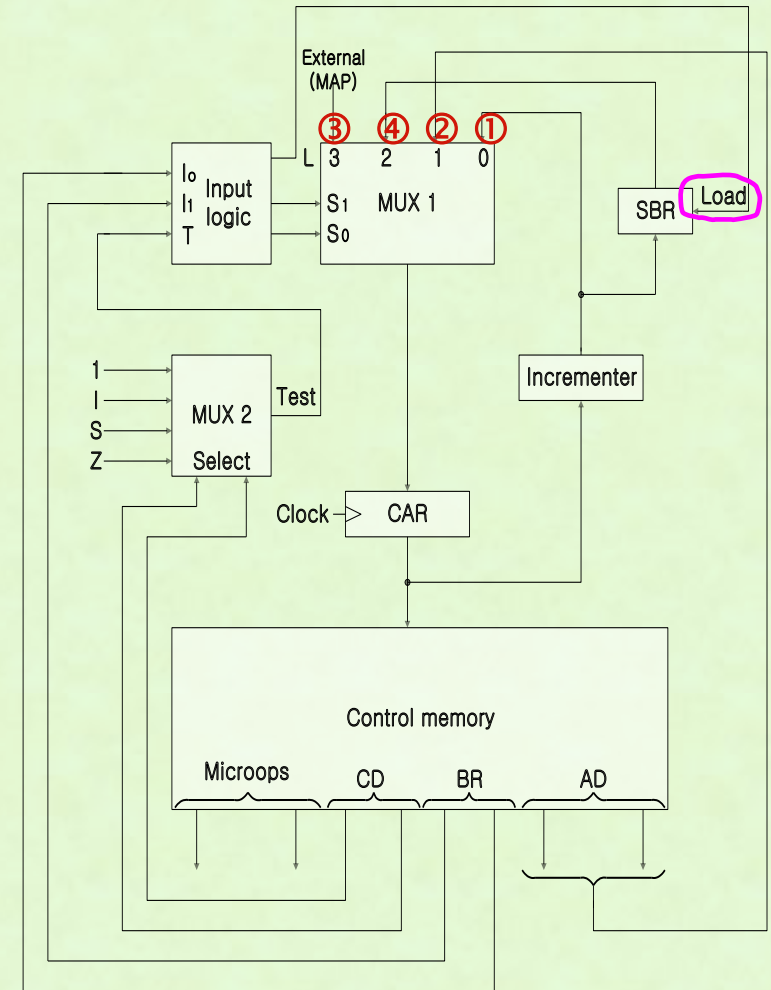 External
(MAP)
③ ④ ② ①
L 3 2 1 0
I₀
I₁
T
Input
logic
S₁
S₀
MUX 1
SBR
Load
Incrementer
1
I
S
Z
MUX 2
Select
Test
Clock
CAR
Control memory
Microops CD BR AD